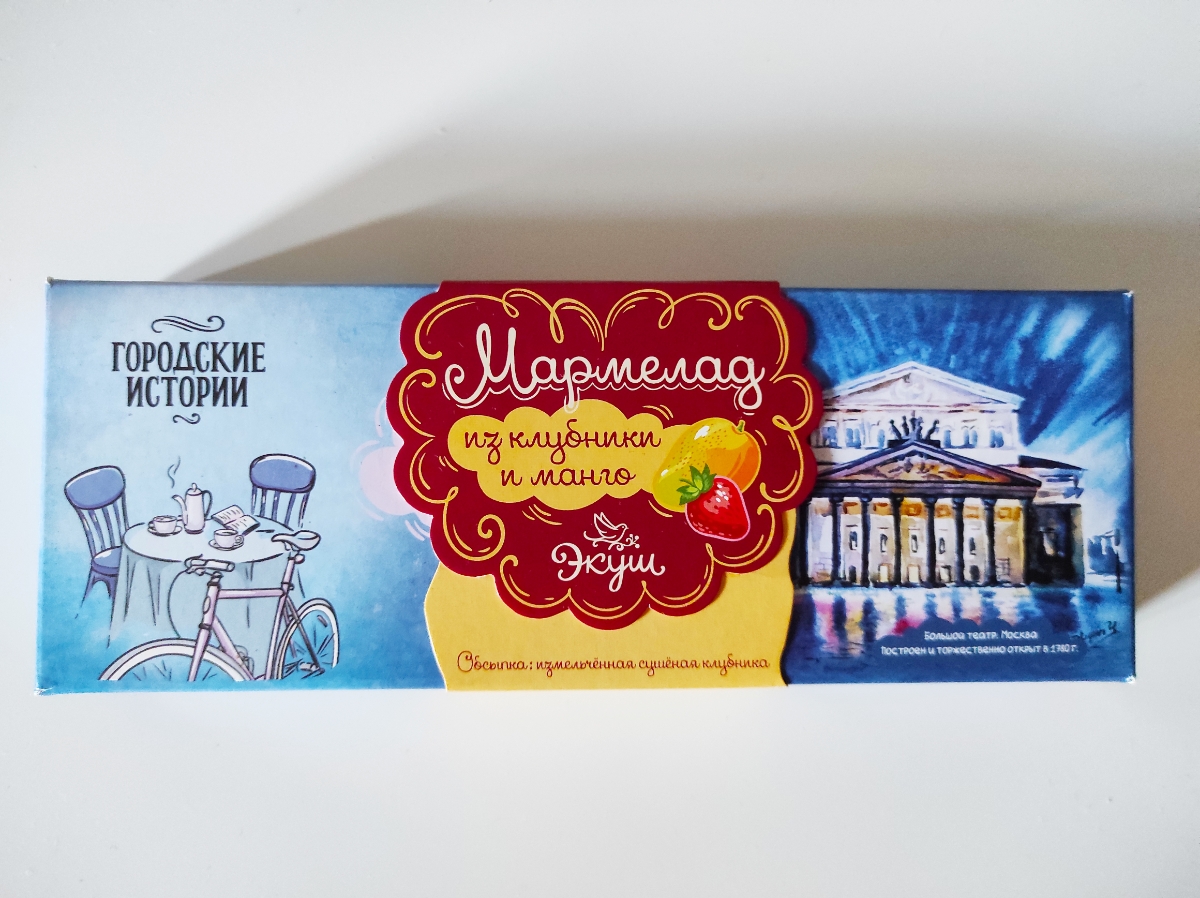 ГОРОДСКИЕ
ИСТОРИИ
Мармелад
из клубники
и манго
Экуш
Обсыпка: измельчённая сушёная клубника
Большой театр. Москва
Построен и торжественно открыт в 1780 г.